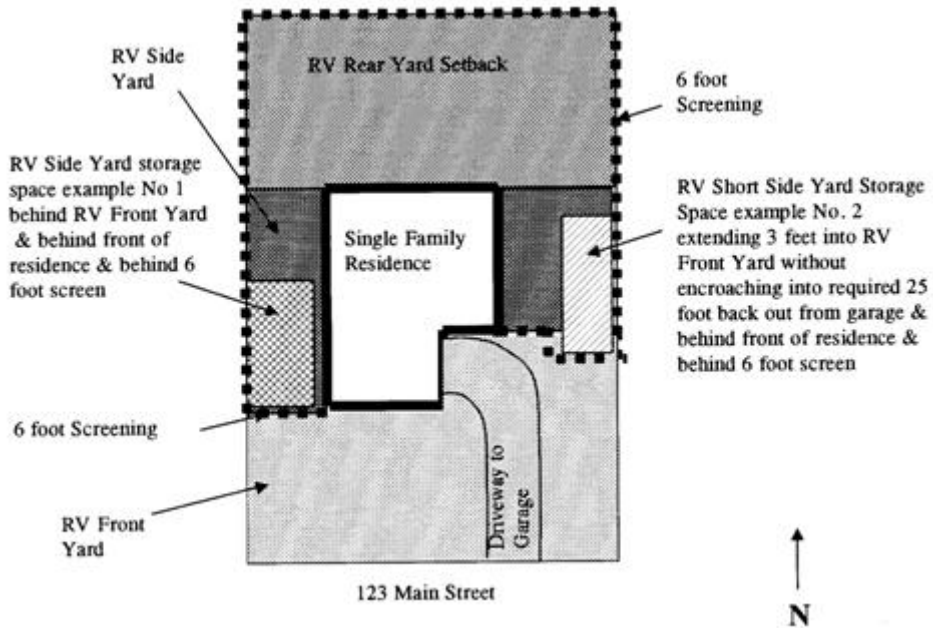 RV Rear Yard Setback
RV Side
Yard
6 foot
Screening
RV Side Yard storage
space example No 1
behind RV Front Yard
& behind front of
residence & behind 6
foot screen
Single Family
Residence
RV Short Side Yard Storage
Space example No. 2
extending 3 feet into RV
Front Yard without
encroaching into required 25
foot back out from garage &
behind front of residence &
behind 6 foot screen
6 foot Screening
Driveway to
Garage
RV Front
Yard
123 Main Street
N